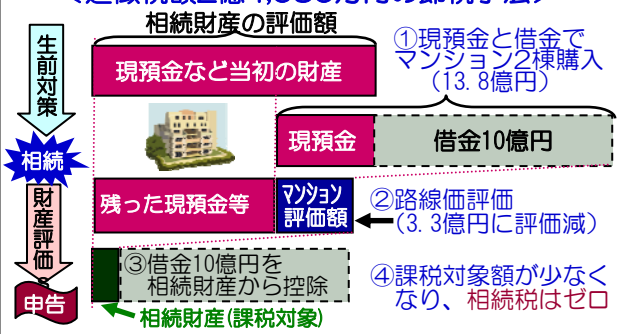 相続財産の評価額
生前対策
現預金など当初の財産
①現預金と借金で
マンション2棟購入
(13.8億円)
現預金
借金10億円
相続
財産評価
残った現預金等
マンション
評価額
②路線価評価
(3.3億円に評価減)
③借金10億円を
相続財産から控除
④課税対象額が少なく
なり、相続税はゼロ
申告
相続財産(課税対象)